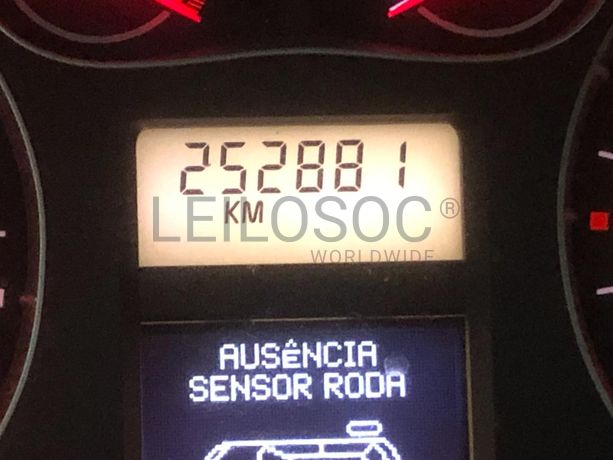 252881
KM
LEILOSOC®
WORLDWIDE
AUSÊNCIA
SENSOR RODA